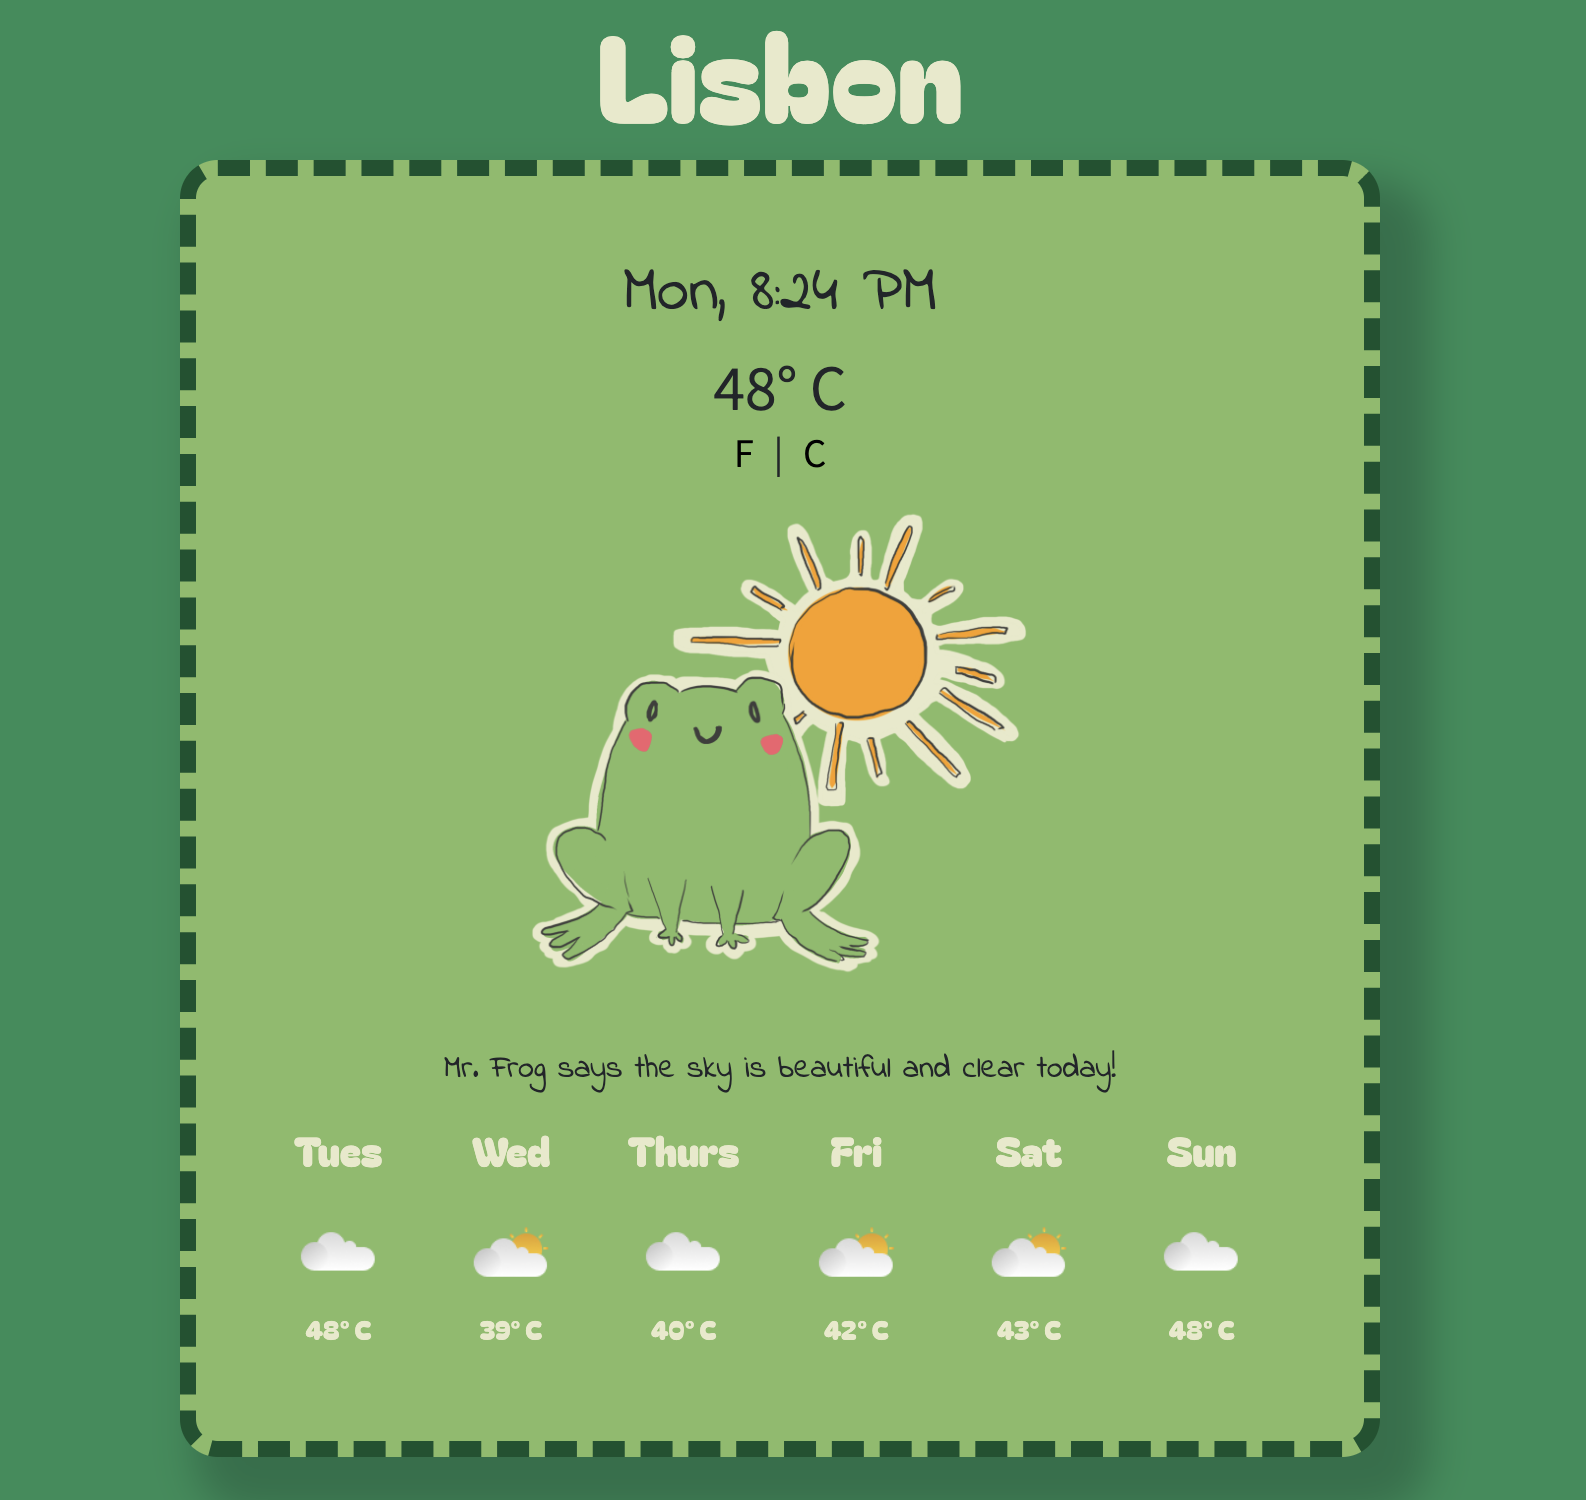 Lisbon
Mon, 8:24 PM
48° C
F | C
Mr. Frog says the sky is beautiful and clear today!
Tues Wed Thurs Fri Sat Sun
48° C 39° C 40° C 42° C 43° C 48° C